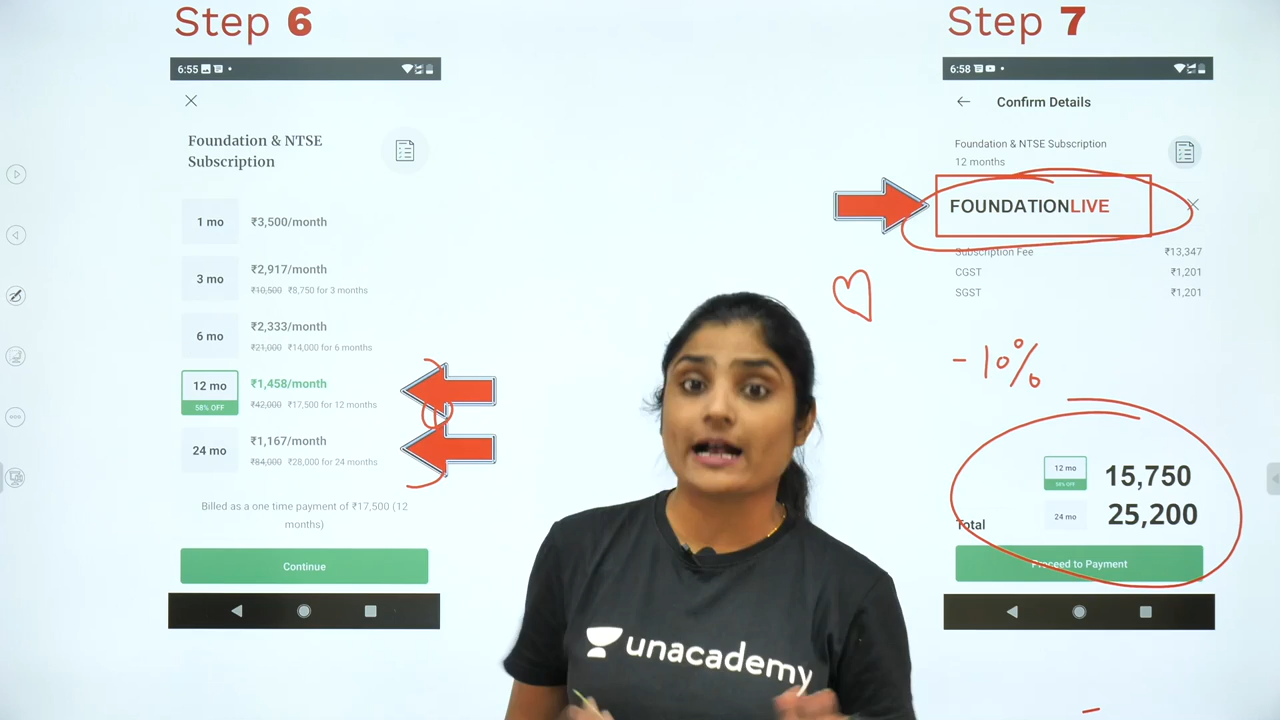 Step 6
6:55
Foundation & NTSE
Subscription
1 mo
₹3,500/month
3 mo
₹2,917/month
₹10,500 ₹8,750 for 3 months
6 mo
₹2,333/month
₹21,000 ₹14,000 for 6 months
12 mo
58% OFF
₹1,458/month
₹42,000 ₹17,500 for 12 months
24 mo
₹1,167/month
₹84,000 ₹28,000 for 24 months
Billed as a one time payment of ₹17,500 (12
months)
Continue
Step 7
6:58
Confirm Details
Foundation & NTSE Subscription
12 months
FOUNDATIONLIVE
Subscription Fee ₹13,347
CGST ₹1,201
SGST ₹1,201
- 10%
12 mo
58% OFF
15,750
24 mo 25,200
Total
Proceed to Payment
unacademy